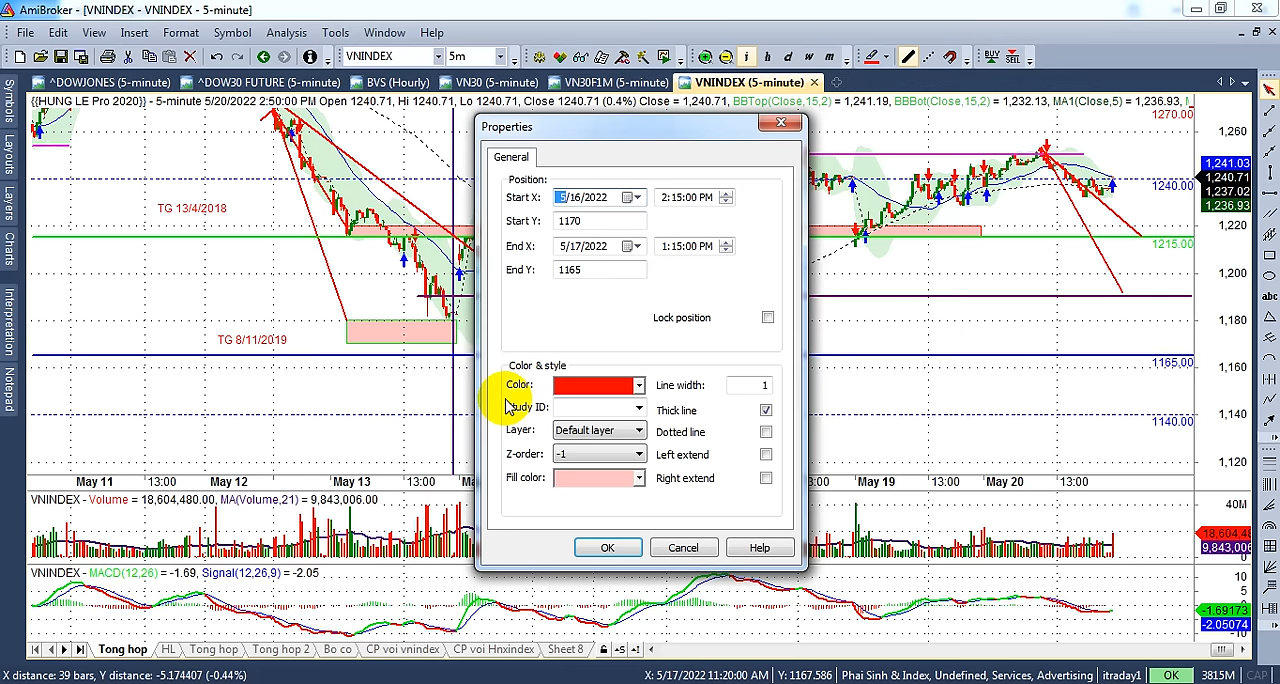 AmiBroker - [VNINDEX - VNINDEX - 5-minute]
File Edit View Insert Format Symbol Analysis Tools Window Help
VNINDEX 5m i h d w m BUY SELL
^DOWJONES (5-minute) ^DOW30 FUTURE (5-minute) BVS (Hourly) VN30 (5-minute) VN30F1M (5-minute) VNINDEX (5-minute)
{{HUNG LE Pro 2020}} - 5-minute 5/20/2022 2:50:00 PM Open 1240.71, Hi 1240.71, Lo 1240.71, Close 1240.71 (0.4%) Close = 1,240.71, BBTop(Close,15,2) = 1,241.19, BBBot(Close,15,2) = 1,232.13, MA1(Close,5) = 1,236.93,
Symbols
Layouts
Layers
Charts
Interpretation
Notepad
TG 13/4/2018
TG 8/11/2019
Properties
General
Position:
Start X: 5/16/2022 2:15:00 PM
Start Y: 1170
End X: 5/17/2022 1:15:00 PM
End Y: 1165
Lock position
Color & style
Color: Line width: 1
ID: Thick line
Layer: Default layer Dotted line
Z-order: -1 Left extend
Fill color: Right extend
OK Cancel Help
1270.00
1,260
1,241.03
1,240.71
1240.00
1,237.02
1,236.93
1,220
1215.00
1,200
1,180
1165.00
1,160
1,140
1140.00
1,120
abc
May 11 13:00 May 12 May 13 13:00 May 19 13:00 May 20 13:00
VNINDEX - Volume = 18,604,480.00, MA(Volume,21) = 9,843,006.00
40M
18,604,48
9,843,006
VNINDEX - MACD(12,26) = -1.69, Signal(12,26,9) = -2.05
10
5
-1.69173
-2.05074
-10
Tong hop HL Tong hop Tong hop 2 Bo co CP voi vnindex CP voi Hnxindex Sheet 8
X distance: 39 bars, Y distance: -5.174407 (-0.44%) X: 5/17/2022 11:20:00 AM Y: 1167.586 Phai Sinh & Index, Undefined, Services, Advertising itraday1 OK 3815M CAP